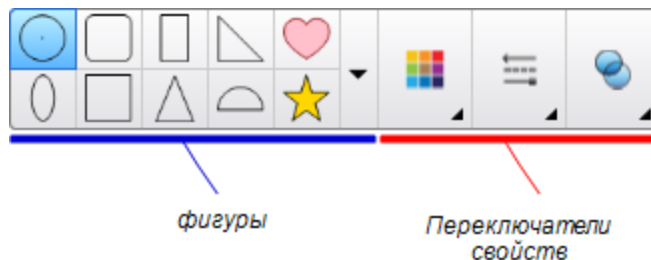 фигуры
Переключатели
свойств